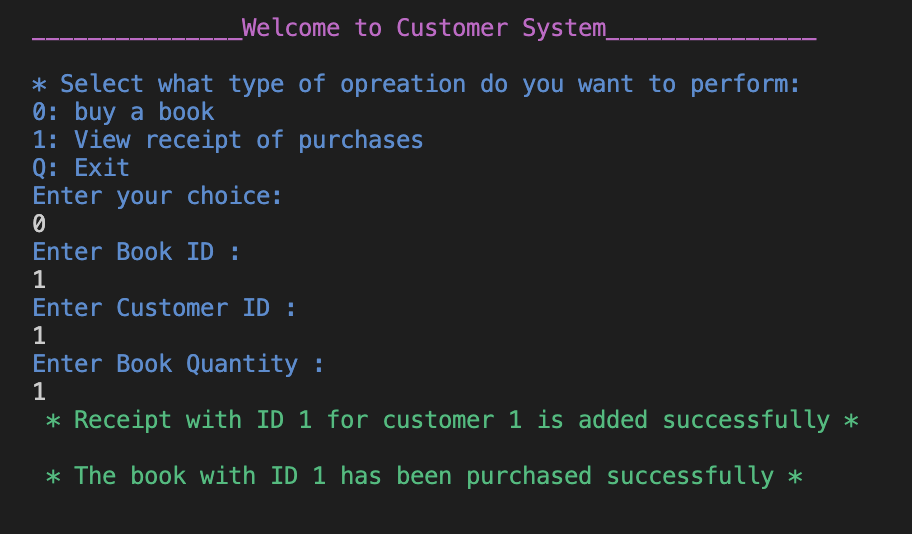 _______________Welcome to Customer System_______________
* Select what type of opreation do you want to perform:
0: buy a book
1: View receipt of purchases
Q: Exit
Enter your choice:
0
Enter Book ID :
1
Enter Customer ID :
1
Enter Book Quantity :
1
* Receipt with ID 1 for customer 1 is added successfully *
* The book with ID 1 has been purchased successfully *